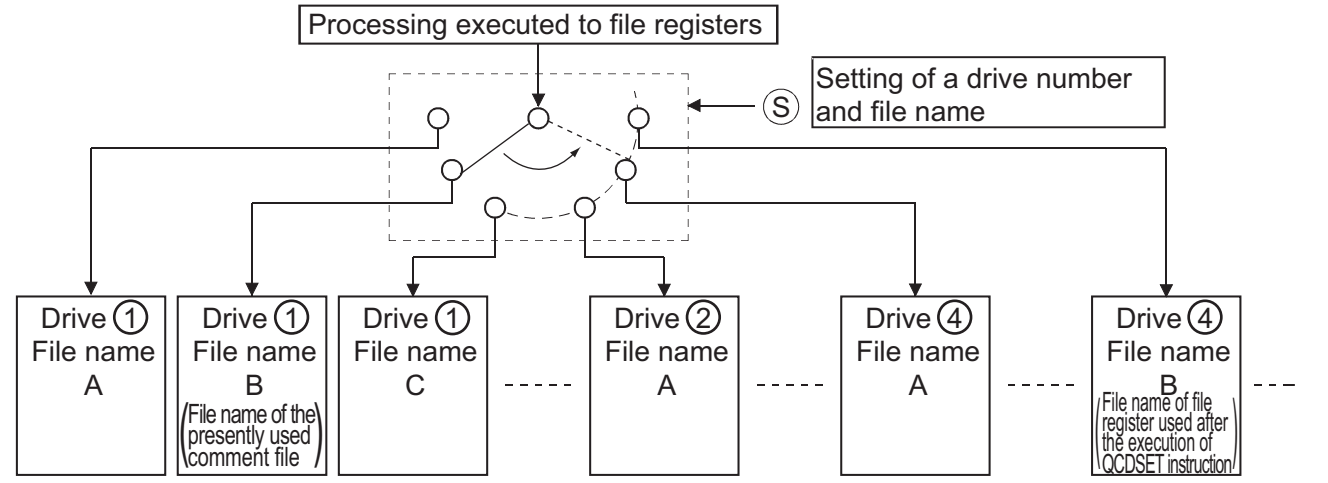 Processing executed to file registers
Setting of a drive number
S
and file name
Drive 1
File name
A
Drive 1
File name
B
(File name of the
presently used
comment file)
Drive 1
File name
C
Drive 2
File name
A
Drive 4
File name
A
Drive 4
File name
B
(File name of file
register used after
the execution of
QCDSET instruction)